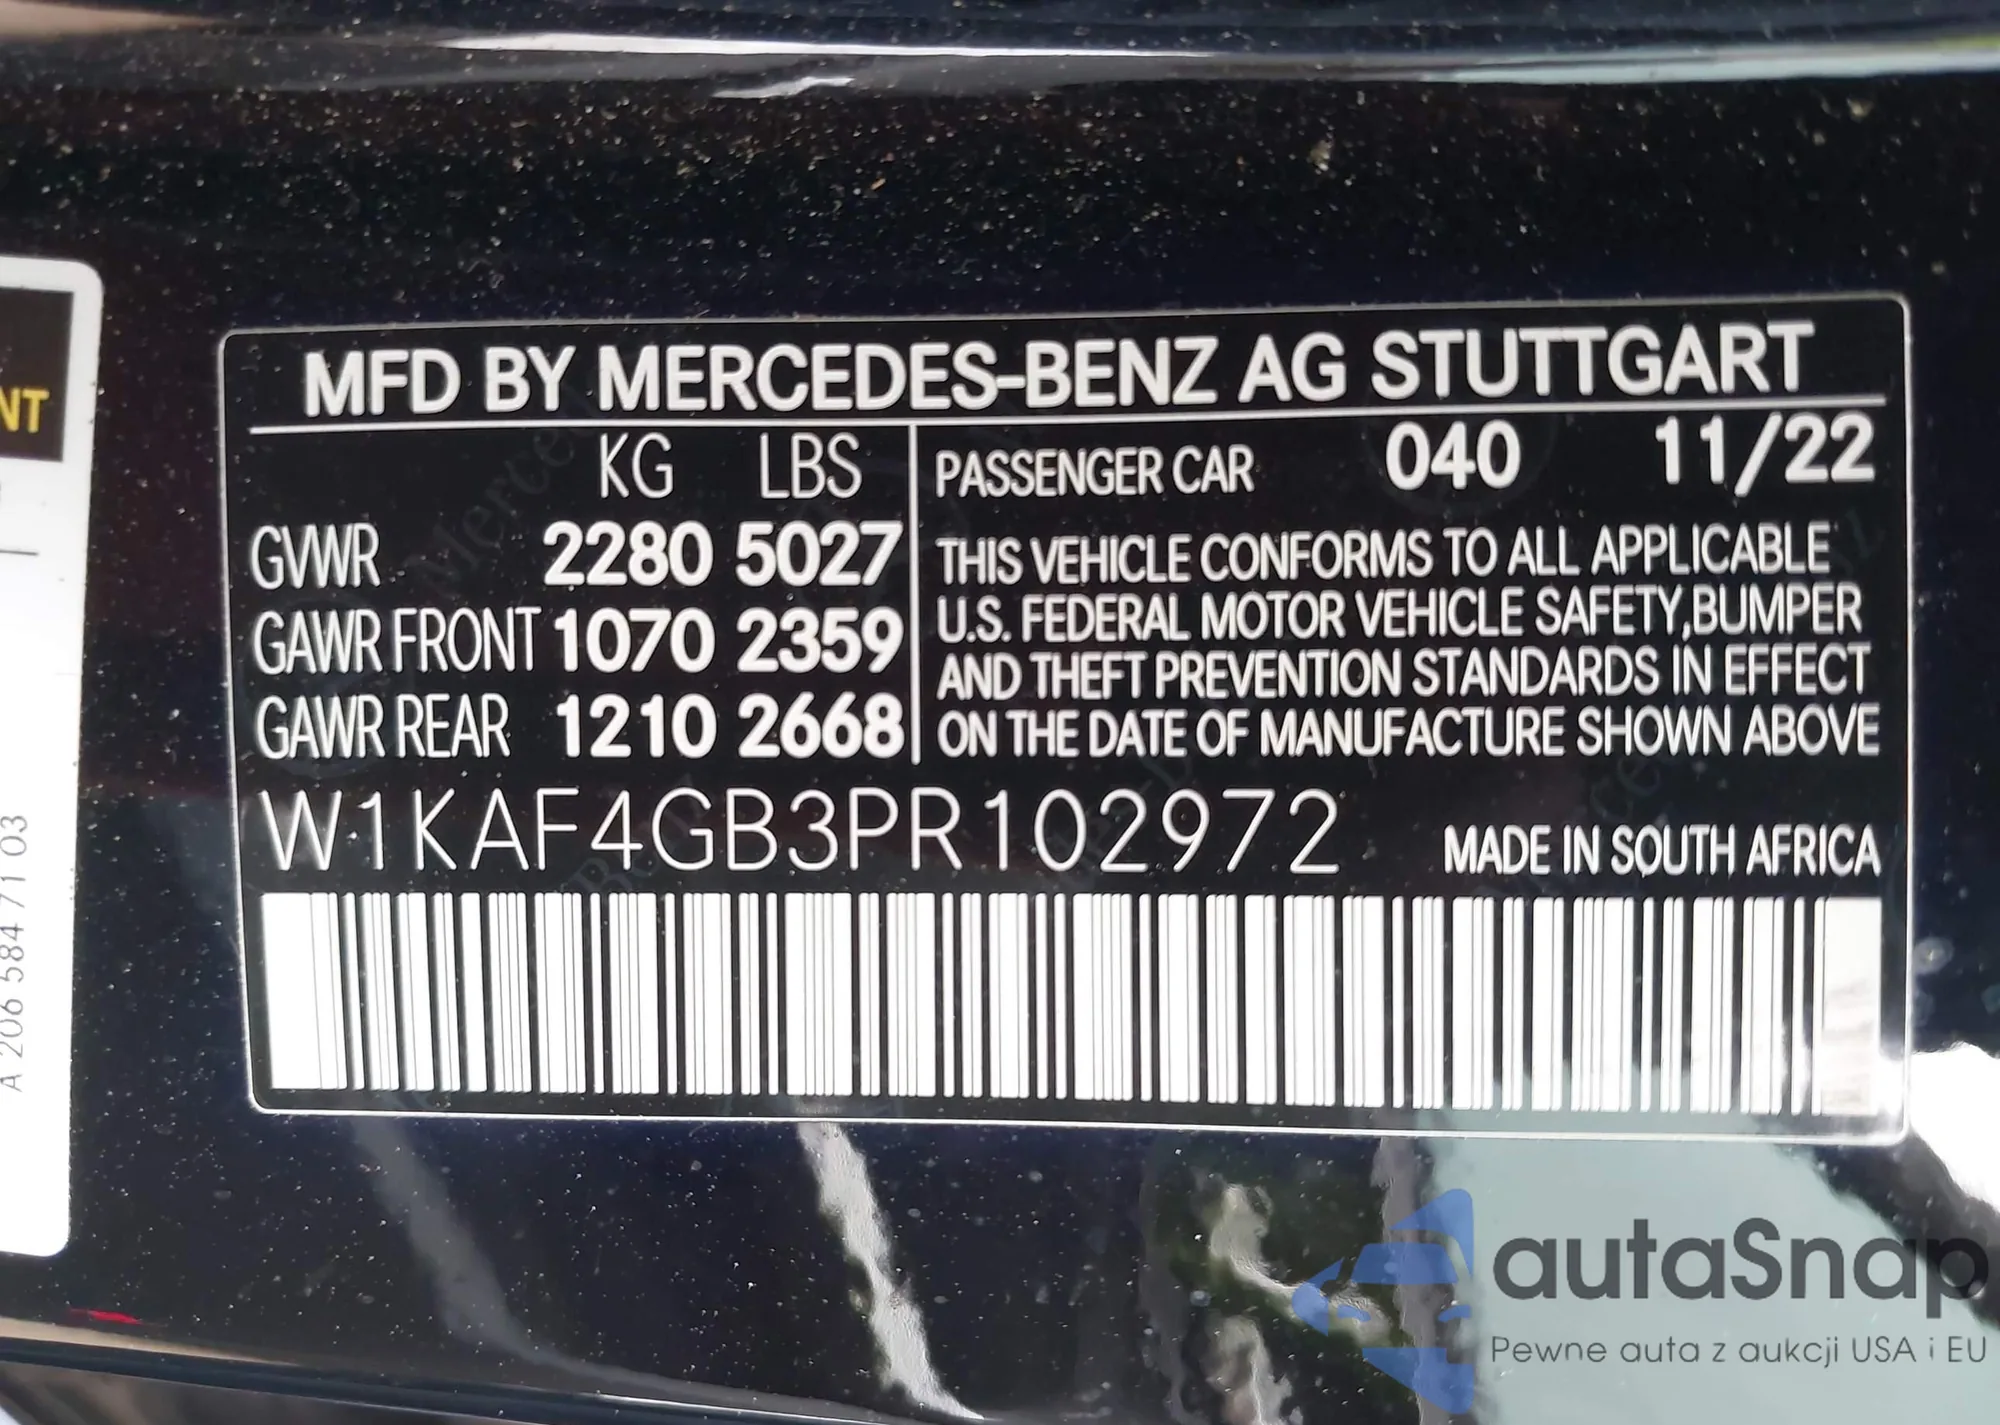 NT
A 206 584 71 03
MFD BY MERCEDES-BENZ AG STUTTGART
KG LBS
GVWR 2280 5027
GAWR FRONT 1070 2359
GAWR REAR 1210 2668
PASSENGER CAR 040 11/22
THIS VEHICLE CONFORMS TO ALL APPLICABLE
U.S. FEDERAL MOTOR VEHICLE SAFETY,BUMPER
AND THEFT PREVENTION STANDARDS IN EFFECT
ON THE DATE OF MANUFACTURE SHOWN ABOVE
W1KAF4GB3PR102972
MADE IN SOUTH AFRICA
autaSnap
Pewne auta z aukcji USA i EU